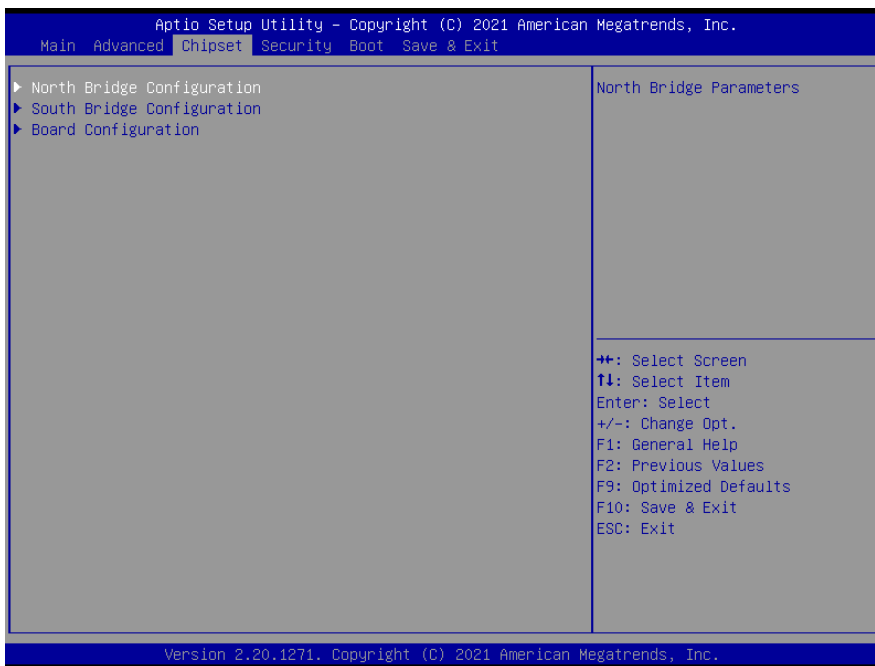 Aptio Setup Utility – Copyright (C) 2021 American Megatrends, Inc.
Main Advanced Chipset Security Boot Save & Exit
North Bridge Configuration
South Bridge Configuration
Board Configuration
North Bridge Parameters
→←: Select Screen
↑↓: Select Item
Enter: Select
+/-: Change Opt.
F1: General Help
F2: Previous Values
F9: Optimized Defaults
F10: Save & Exit
ESC: Exit
Version 2.20.1271. Copyright (C) 2021 American Megatrends, Inc.